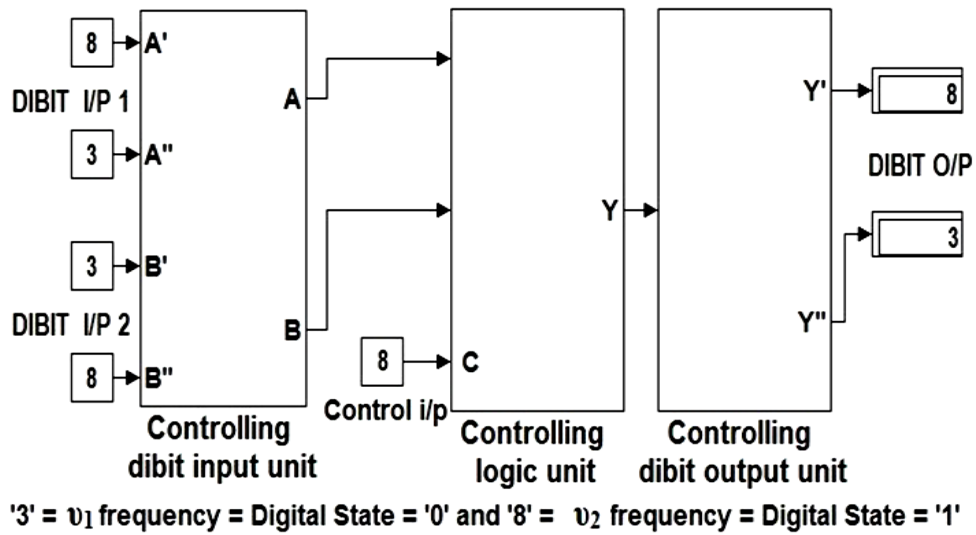 8
A'
DIBIT I/P 1
A
3
A"
3
B'
DIBIT I/P 2
B
8
B"
8
C
Control i/p
Y
Y'
8
DIBIT O/P
3
Y"
Controlling
dibit input unit
Controlling
logic unit
Controlling
dibit output unit
'3' = υ1 frequency = Digital State = '0' and '8' = υ2 frequency = Digital State = '1'